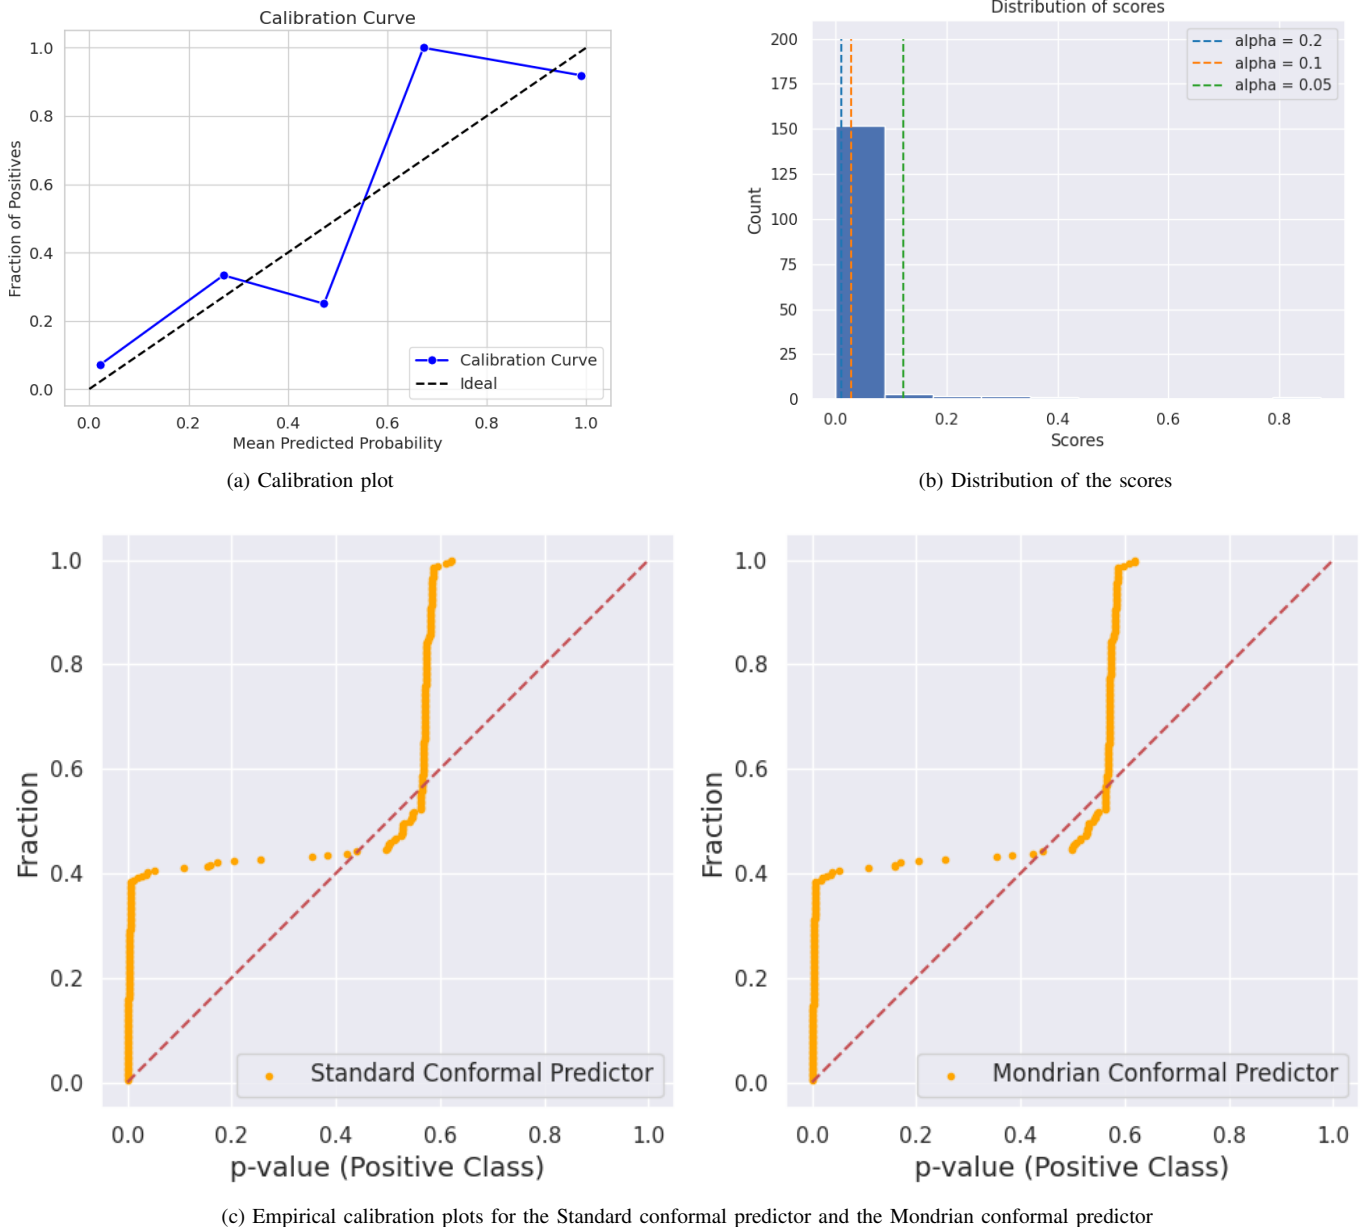 Calibration Curve
1.0
0.8
0.6
0.4
0.2
0.0
Fraction of Positives
Calibration Curve
Ideal
0.0 0.2 0.4 0.6 0.8 1.0
Mean Predicted Probability
(a) Calibration plot
Distribution of scores
200
175
150
125
100
75
50
25
0
Count
alpha = 0.2
alpha = 0.1
alpha = 0.05
0.0 0.2 0.4 0.6 0.8
Scores
(b) Distribution of the scores
1.0
0.8
0.6
0.4
0.2
0.0
Fraction
Standard Conformal Predictor
0.0 0.2 0.4 0.6 0.8 1.0
p-value (Positive Class)
1.0
0.8
0.6
0.4
0.2
0.0
Fraction
Mondrian Conformal Predictor
0.0 0.2 0.4 0.6 0.8 1.0
p-value (Positive Class)
(c) Empirical calibration plots for the Standard conformal predictor and the Mondrian conformal predictor